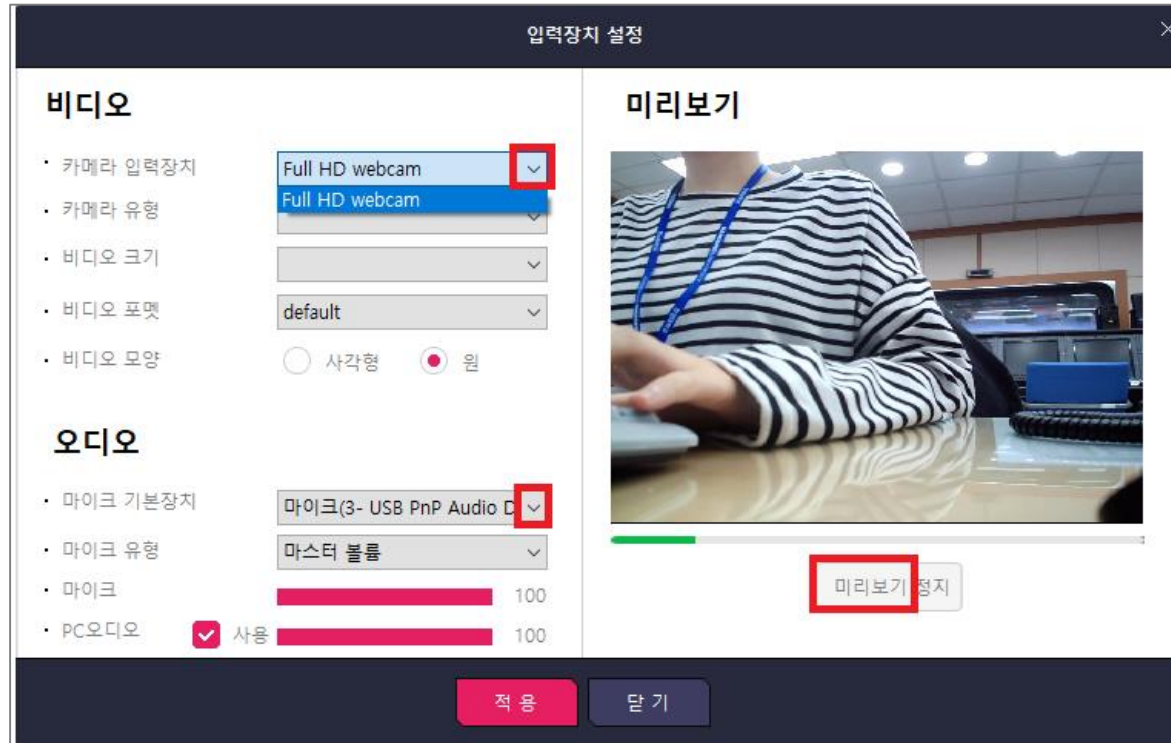 입력장치 설정
비디오
카메라 입력장치
Full HD webcam
Full HD webcam
카메라 유형
비디오 크기
비디오 포멧
default
비디오 모양
사각형
원
오디오
마이크 기본장치
마이크(3- USB PnP Audio D
마이크 유형
마스터 볼륨
마이크
100
PC오디오
사용
100
미리보기
미리보기 정지
적 용
닫 기